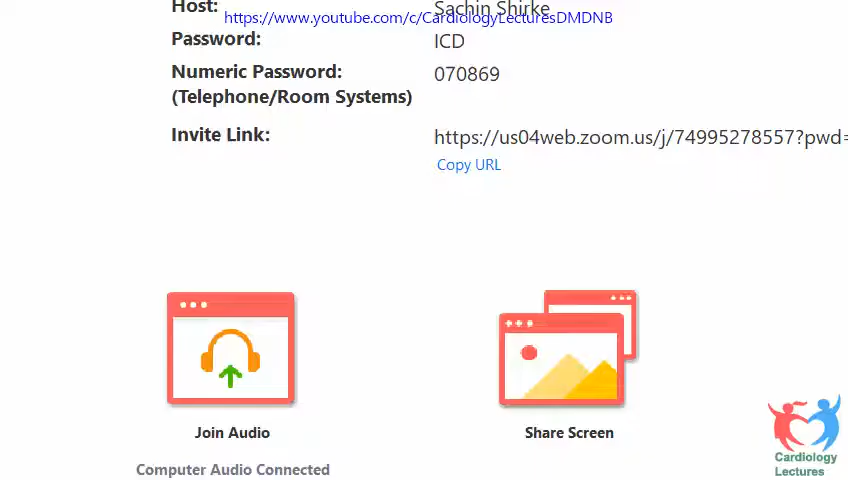 Host: Sachin Shirke
https://www.youtube.com/c/CardiologyLecturesDMDNB
Password: ICD
Numeric Password: 070869
(Telephone/Room Systems)
Invite Link: https://us04web.zoom.us/j/74995278557?pwd=
Copy URL
Join Audio
Share Screen
Computer Audio Connected
Cardiology
Lectures